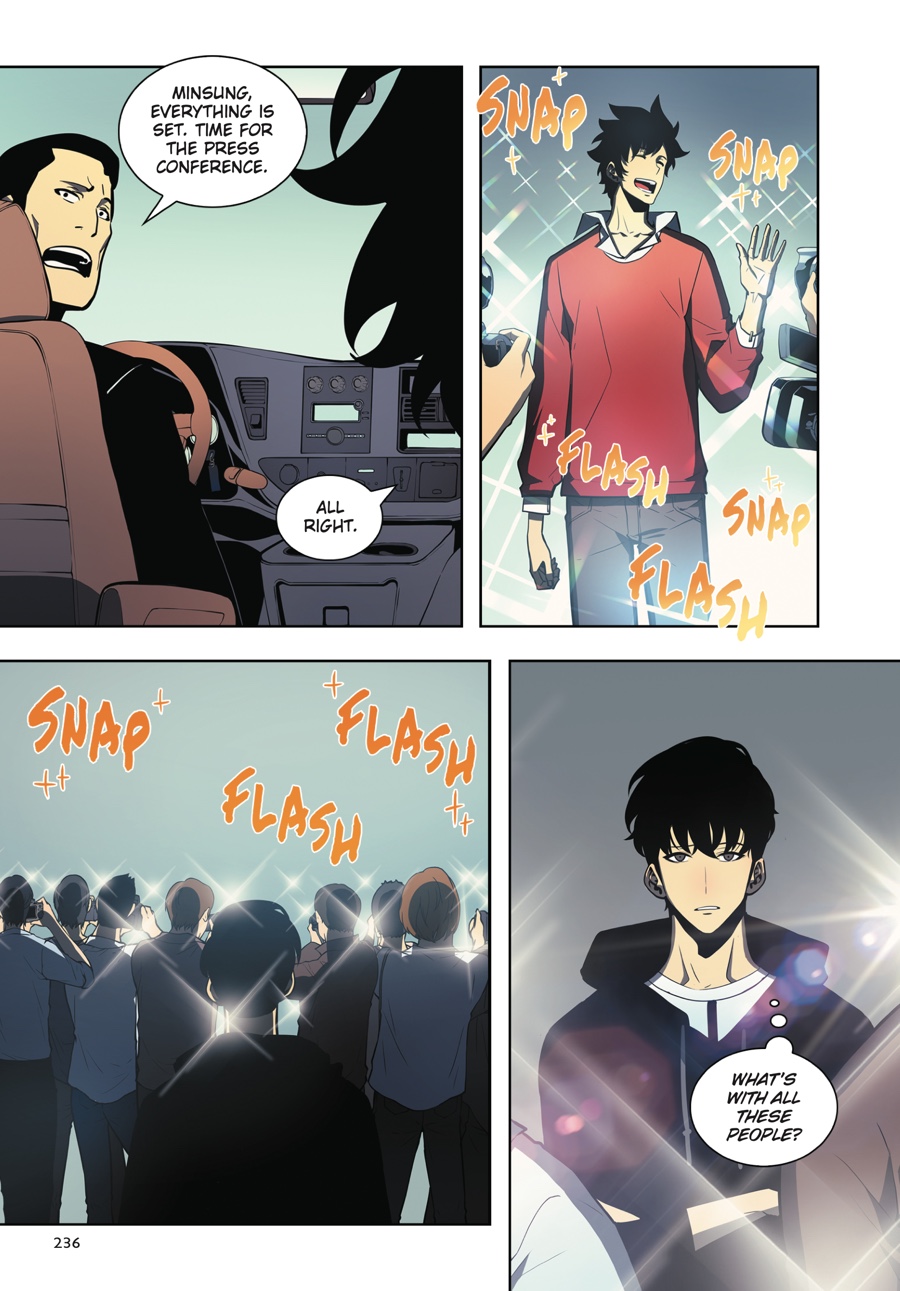 MINSUNG,
EVERYTHING IS
SET. TIME FOR
THE PRESS
CONFERENCE.
ALL
RIGHT.
SNAP
SNAP
FLASH
SNAP
FLASH
SNAP
FLASH
FLASH
WHAT'S
WITH ALL
THESE
PEOPLE?
236